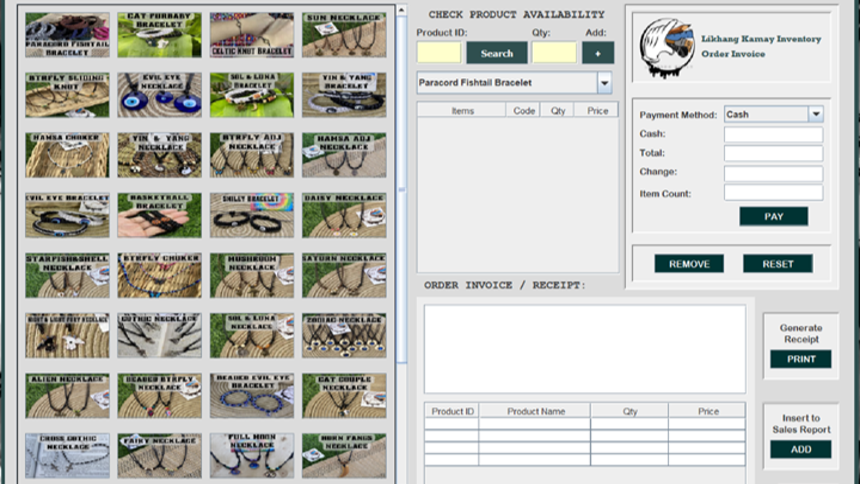 PARACORD FISHTAIL
BRACELET
CAT FURBABY
BRACELET
CELTIC KNOT BRACELET
SUN NECKLACE
BTRFLY SLIDING
KNOT
EVIL EYE
NECKLACE
SOL & LUNA
BRACELET
YIN & YANG
BRACELET
HAMSA CHOKER
YIN & YANG
NECKLACE
BTRFLY ADJ
NECKLACE
HAMSA ADJ
NECKLACE
EVIL EYE BRACELET
BASKETBALL
BRACELET
SMILEY BRACELET
DAISY NECKLACE
STARFISH&SHELL
NECKLACE
BTRFLY CHOKER
MUSHROOM
NECKLACE
SATURN NECKLACE
GOTHIC NECKLACE
SOL & LUNA
NECKLACE
ZODIAC NECKLACE
ALIEN NECKLACE
BEADED BTRFLY
NECKLACE
BEADED EVIL EYE
BRACELET
CAT COUPLE
NECKLACE
CROSS GOTHIC
NECKLACE
FAIRY NECKLACE
FULL MOON
NECKLACE
HORN FANGS
NECKLACE
CHECK PRODUCT AVAILABILITY
Product ID: Qty: Add:
Search +
Paracord Fishtail Bracelet
Items Code Qty Price
ORDER INVOICE / RECEIPT:
Product ID Product Name Qty Price
Likhang Kamay Inventory
Order Invoice
Payment Method: Cash
Cash:
Total:
Change:
Item Count:
PAY
REMOVE RESET
Generate
Receipt
PRINT
Insert to
Sales Report
ADD